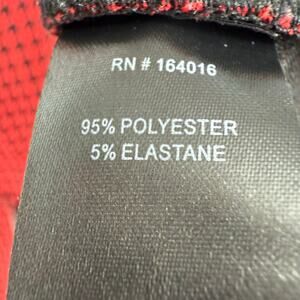 RN # 164016
95% POLYESTER
5% ELASTANE